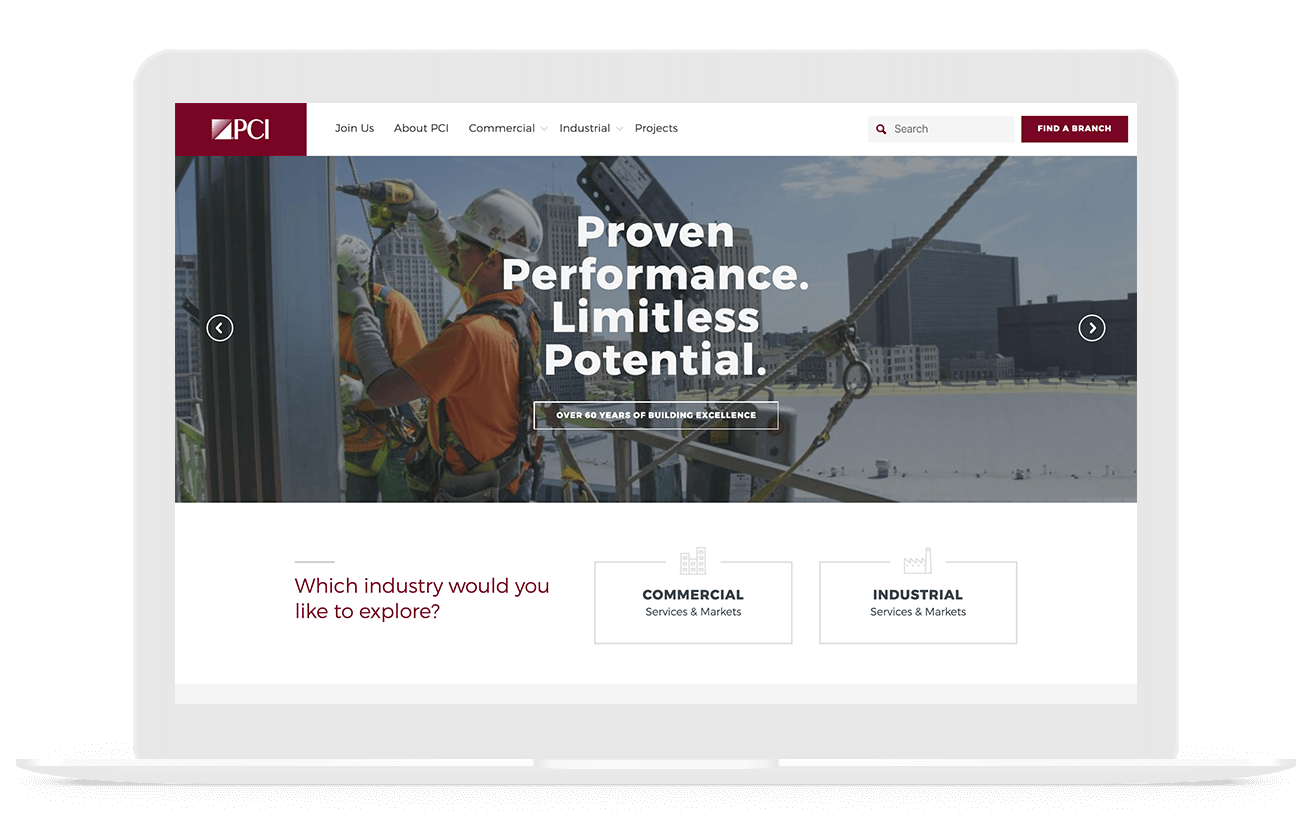 PCI
Join Us
About PCI
Commercial
Industrial
Projects
Search
FIND A BRANCH
Proven
Performance.
Limitless
Potential.
OVER 60 YEARS OF BUILDING EXCELLENCE
Which industry would you
like to explore?
COMMERCIAL
Services & Markets
INDUSTRIAL
Services & Markets